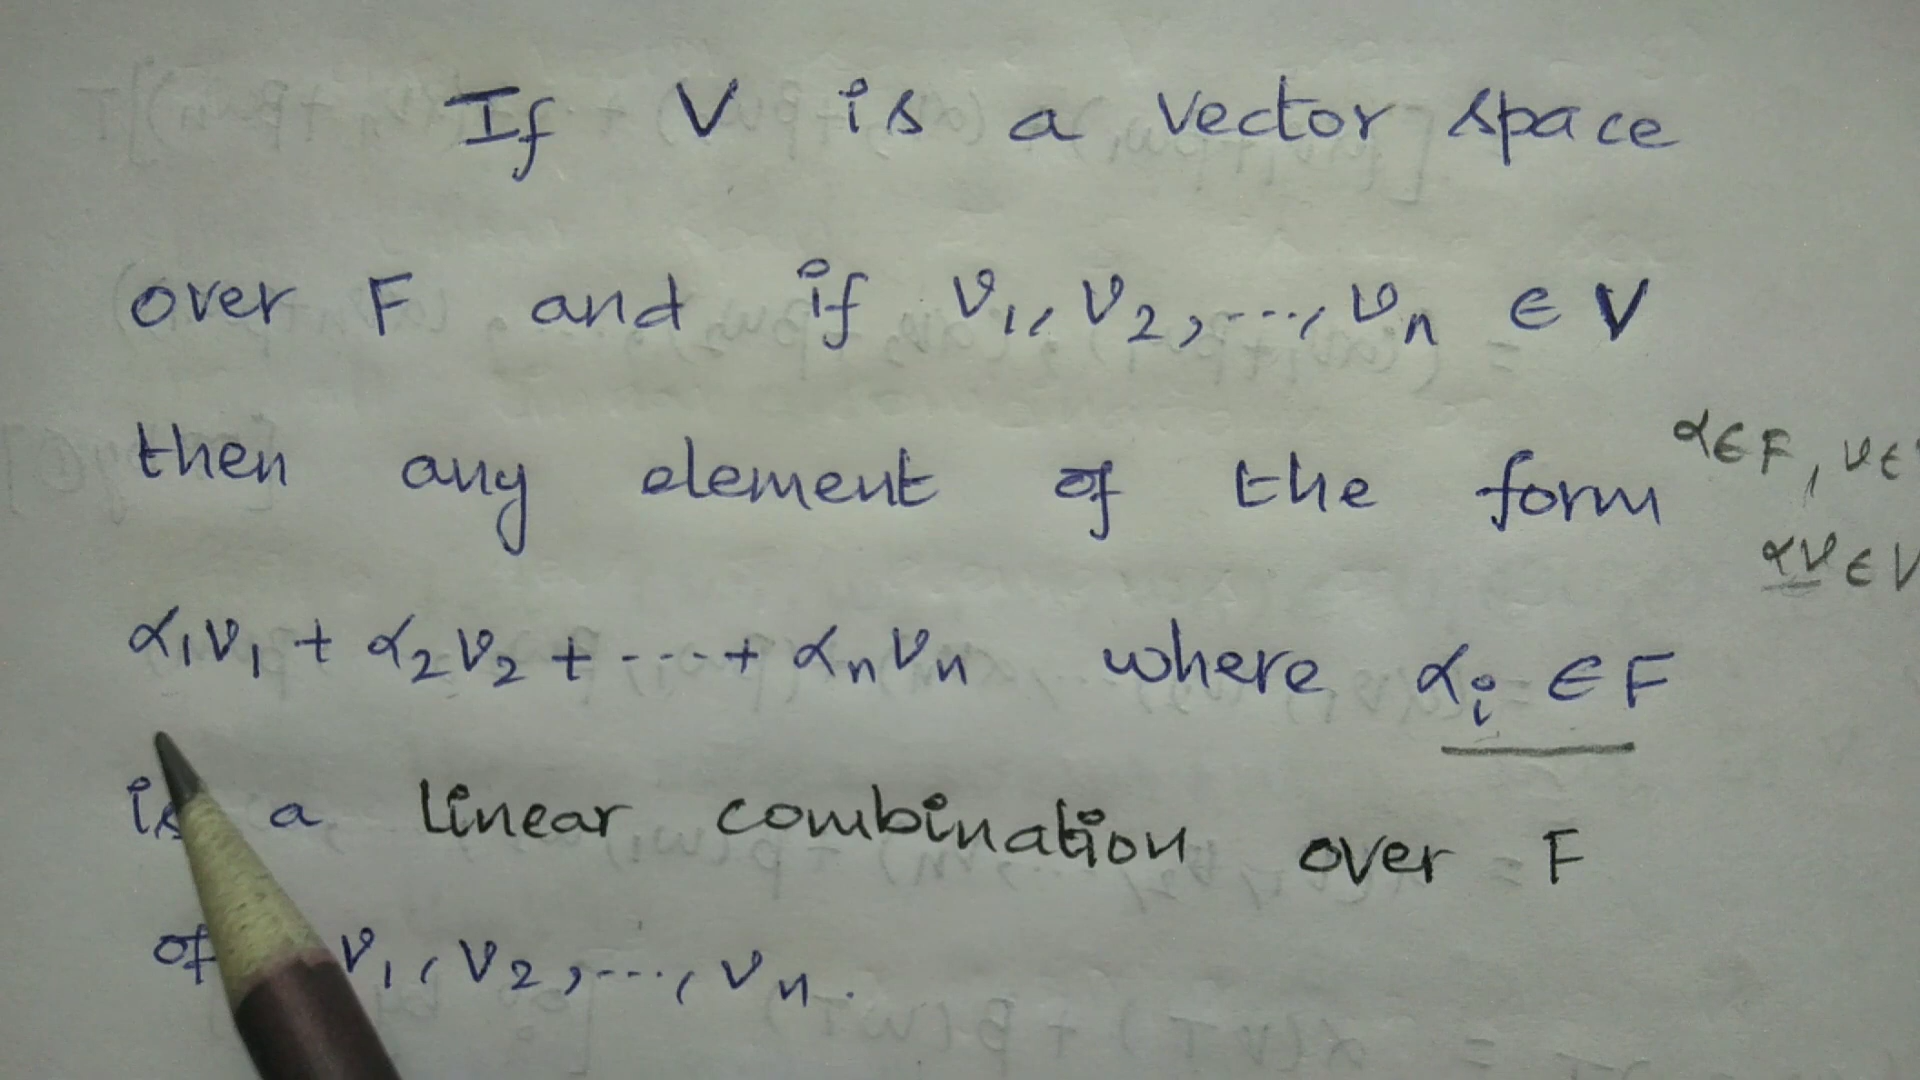 If V is a vector space
over F and if v₁, v₂, ..., vₙ ∈ V
then any element of the form
α∈F, v∈
αv∈V
α₁v₁ + α₂v₂ + ... + αₙvₙ where αᵢ ∈ F
is a linear combination over F
of v₁, v₂, ..., vₙ.